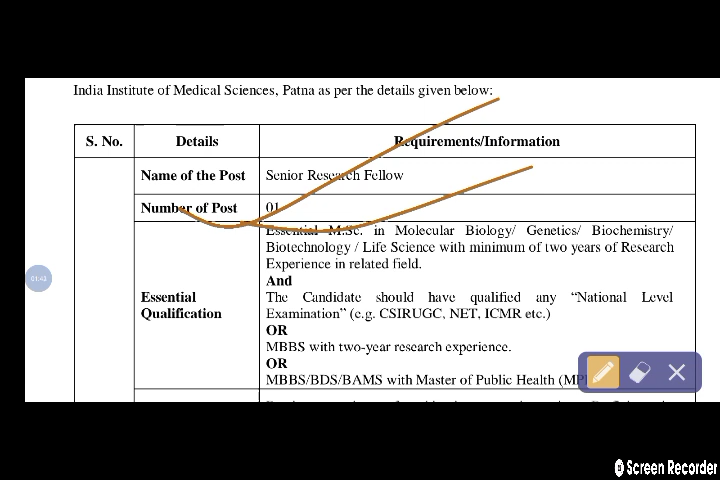 India Institute of Medical Sciences, Patna as per the details given below:
S. No.
Details
Requirements/Information
Name of the Post
Senior Research Fellow
Number of Post
01
Essential
Qualification
Essential M.Sc. in Molecular Biology/ Genetics/ Biochemistry/
Biotechnology / Life Science with minimum of two years of Research
Experience in related field.
And
The Candidate should have qualified any “National Level
Examination” (e.g. CSIRUGC, NET, ICMR etc.)
OR
MBBS with two-year research experience.
OR
MBBS/BDS/BAMS with Master of Public Health
01:43
Screen Recorder